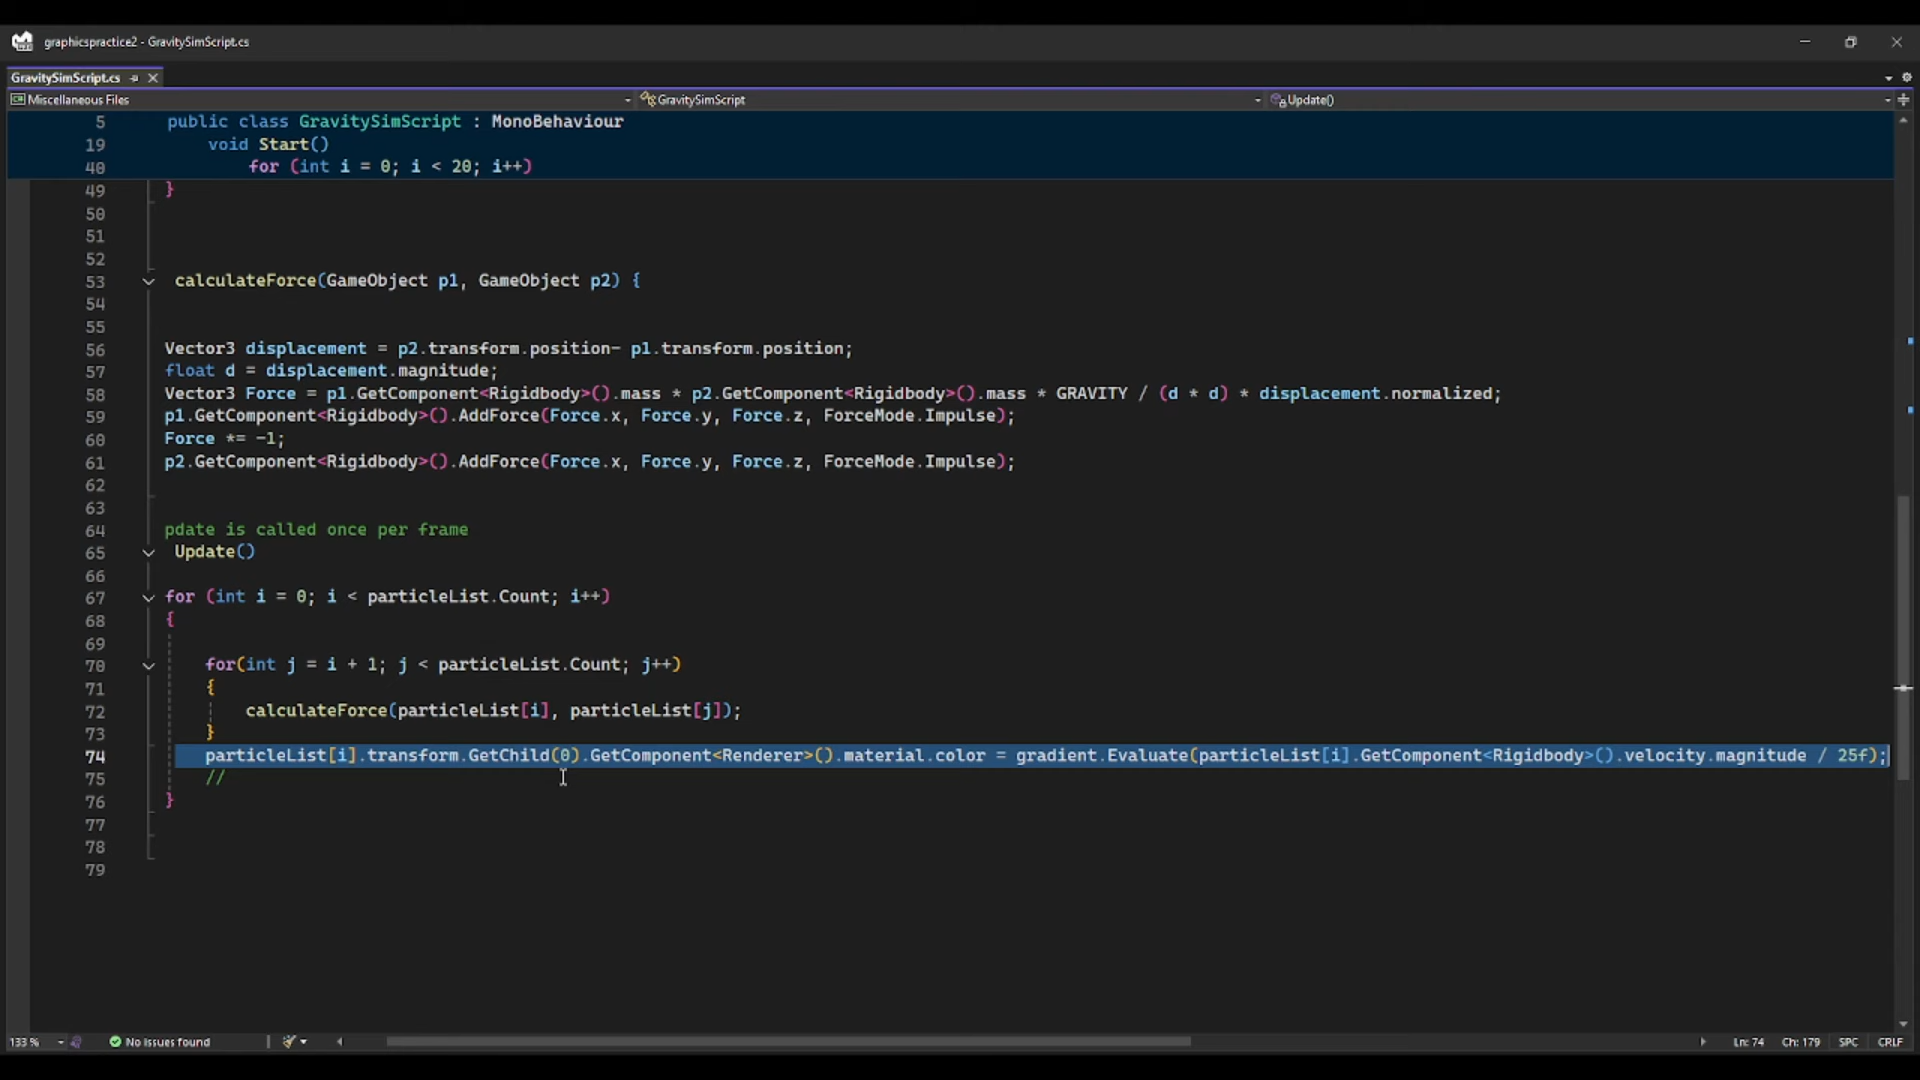 graphicspractice2 - GravitySimScript.cs
GravitySimScript.cs
Miscellaneous Files
GravitySimScript
Update()
5 public class GravitySimScript : MonoBehaviour
19 void Start()
40 for (int i = 0; i < 20; i++)
49 }
50
51
52
53 calculateForce(GameObject p1, GameObject p2) {
54
55
56 Vector3 displacement = p2.transform.position- p1.transform.position;
57 float d = displacement.magnitude;
58 Vector3 Force = p1.GetComponent<Rigidbody>().mass * p2.GetComponent<Rigidbody>().mass * GRAVITY / (d * d) * displacement.normalized;
59 p1.GetComponent<Rigidbody>().AddForce(Force.x, Force.y, Force.z, ForceMode.Impulse);
60 Force *= -1;
61 p2.GetComponent<Rigidbody>().AddForce(Force.x, Force.y, Force.z, ForceMode.Impulse);
62
63
64 pdate is called once per frame
65 Update()
66
67 for (int i = 0; i < particleList.Count; i++)
68 {
69
70 for(int j = i + 1; j < particleList.Count; j++)
71 {
72 calculateForce(particleList[i], particleList[j]);
73 }
74 particleList[i].transform.GetChild(0).GetComponent<Renderer>().material.color = gradient.Evaluate(particleList[i].GetComponent<Rigidbody>().velocity.magnitude / 25f);
75 //
76 }
77
78
79
133 % No issues found Ln: 74 Ch: 179 SPC CRLF